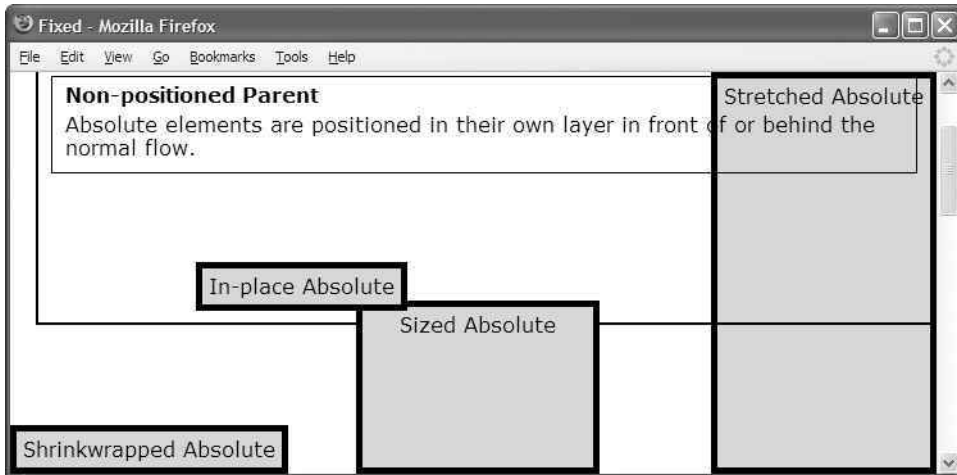 Fixed - Mozilla Firefox
File Edit View Go Bookmarks Tools Help
Non-positioned Parent
Absolute elements are positioned in their own layer in front of or behind the
normal flow.
Stretched Absolute
In-place Absolute
Sized Absolute
Shrinkwrapped Absolute